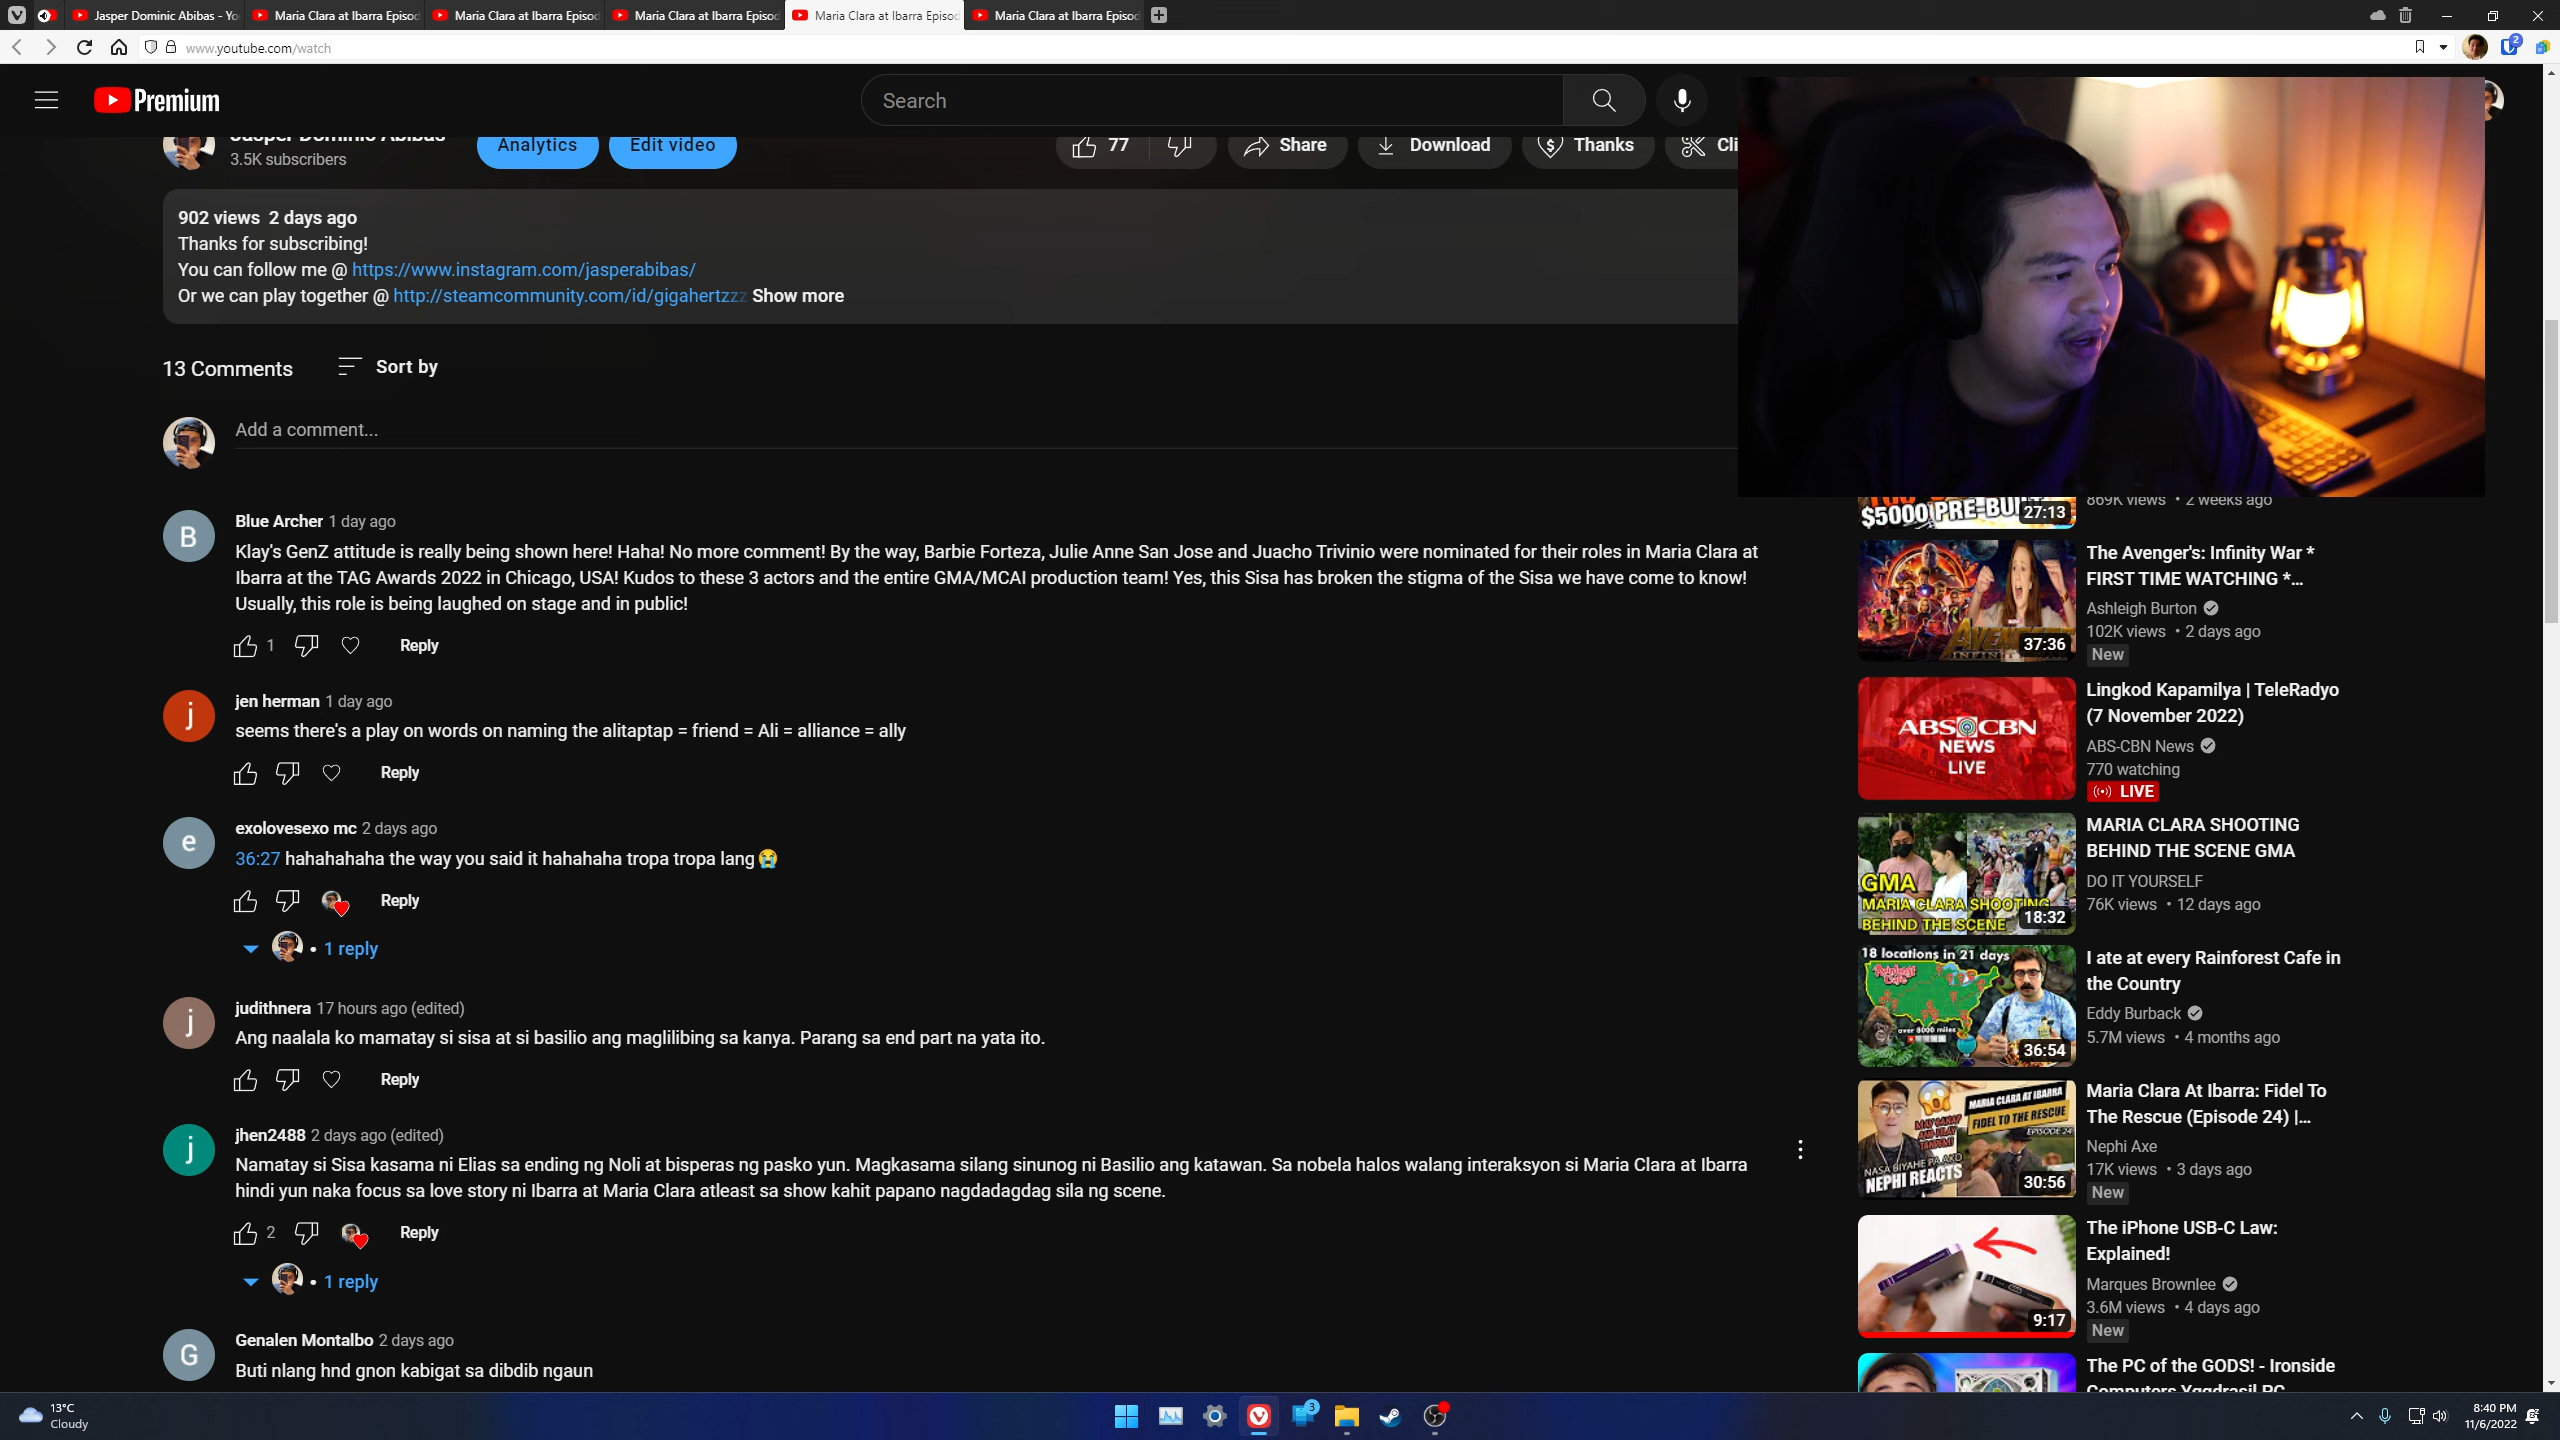 Jasper Dominic Abibas - Yo
Maria Clara at Ibarra Episod
Maria Clara at Ibarra Episod
Maria Clara at Ibarra Episod
Maria Clara at Ibarra Episod
Maria Clara at Ibarra Episod
www.youtube.com/watch
2
Premium
Search
Jasper Dominic Abibas
3.5K subscribers
Analytics
Edit video
77
Share
Download
Thanks
Cli
902 views 2 days ago
Thanks for subscribing!
You can follow me @ https://www.instagram.com/jasperabibas/
Or we can play together @ http://steamcommunity.com/id/gigahertzzz Show more
13 Comments
Sort by
Add a comment...
B
Blue Archer 1 day ago
Klay's GenZ attitude is really being shown here! Haha! No more comment! By the way, Barbie Forteza, Julie Anne San Jose and Juacho Trivinio were nominated for their roles in Maria Clara at
Ibarra at the TAG Awards 2022 in Chicago, USA! Kudos to these 3 actors and the entire GMA/MCAI production team! Yes, this Sisa has broken the stigma of the Sisa we have come to know!
Usually, this role is being laughed on stage and in public!
1
Reply
j
jen herman 1 day ago
seems there's a play on words on naming the alitaptap = friend = Ali = alliance = ally
Reply
e
exolovesexo mc 2 days ago
36:27 hahahahaha the way you said it hahahaha tropa tropa lang😭
Reply
• 1 reply
j
judithnera 17 hours ago (edited)
Ang naalala ko mamatay si sisa at si basilio ang maglilibing sa kanya. Parang sa end part na yata ito.
Reply
j
jhen2488 2 days ago (edited)
Namatay si Sisa kasama ni Elias sa ending ng Noli at bisperas ng pasko yun. Magkasama silang sinunog ni Basilio ang katawan. Sa nobela halos walang interaksyon si Maria Clara at Ibarra
hindi yun naka focus sa love story ni Ibarra at Maria Clara atleast sa show kahit papano nagdadagdag sila ng scene.
2
Reply
• 1 reply
G
Genalen Montalbo 2 days ago
Buti nlang hnd gnon kabigat sa dibdib ngaun
$5000 PRE-BU
27:13
869K views • 2 weeks ago
37:36
The Avenger's: Infinity War *
FIRST TIME WATCHING *...
Ashleigh Burton
102K views • 2 days ago
New
ABS-CBN
NEWS
LIVE
Lingkod Kapamilya | TeleRadyo
(7 November 2022)
ABS-CBN News
770 watching
LIVE
GMA
MARIA CLARA SHOOTING
BEHIND THE SCENE
18:32
MARIA CLARA SHOOTING
BEHIND THE SCENE GMA
DO IT YOURSELF
76K views • 12 days ago
18 locations in 21 days
Rainforest Cafe
over 8000 miles
36:54
I ate at every Rainforest Cafe in
the Country
Eddy Burback
5.7M views • 4 months ago
MARIA CLARA AT IBARRA
FIDEL TO THE RESCUE
EPISODE 24
NASA BIYAHE PA AKO
NEPHI REACTS
30:56
Maria Clara At Ibarra: Fidel To
The Rescue (Episode 24) |...
Nephi Axe
17K views • 3 days ago
New
9:17
The iPhone USB-C Law:
Explained!
Marques Brownlee
3.6M views • 4 days ago
New
The PC of the GODS! - Ironside
Computers Yggdrasil PC
13°C
Cloudy
3
8:40 PM
11/6/2022